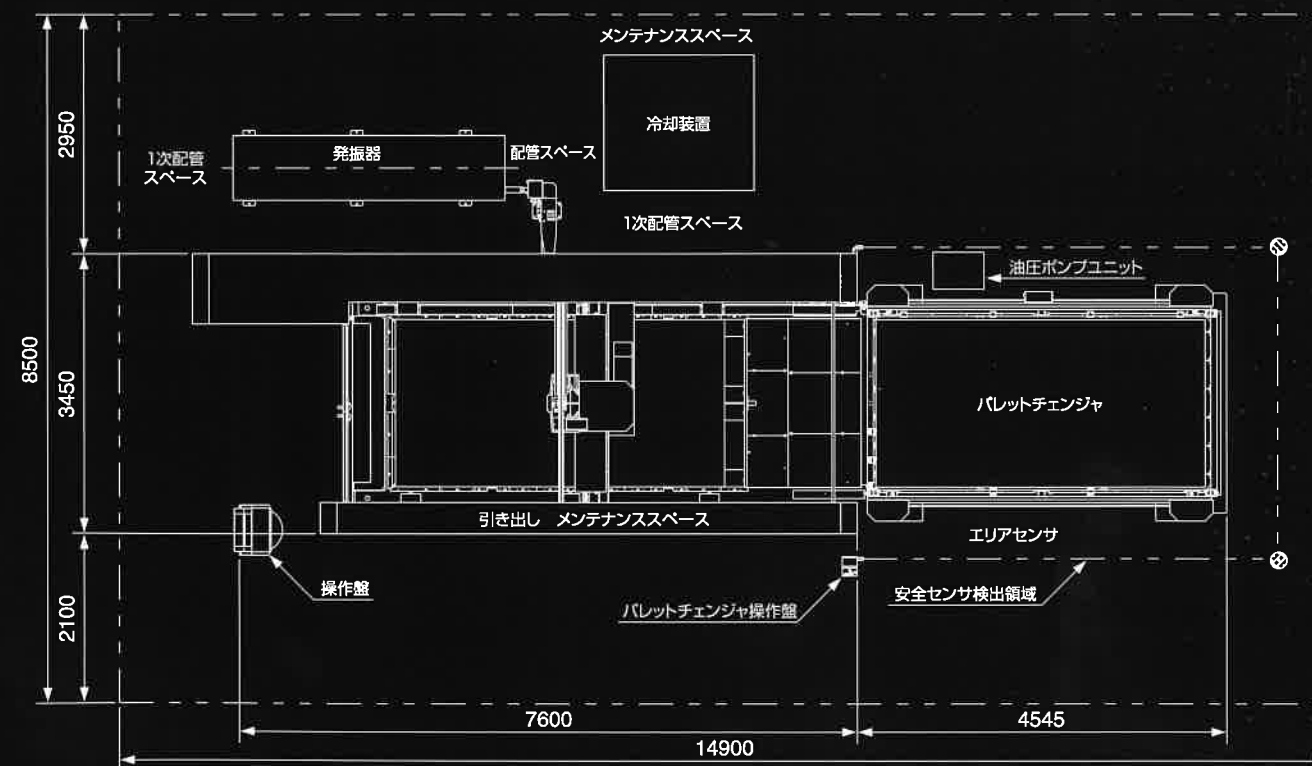 メンテナンススペース
冷却装置
発振器
配管スペース
1次配管
スペース
1次配管スペース
油圧ポンプユニット
パレットチェンジャ
引き出し メンテナンススペース
エリアセンサ
操作盤
パレットチェンジャ操作盤
安全センサ検出領域
2950
8500
3450
2100
7600
4545
14900